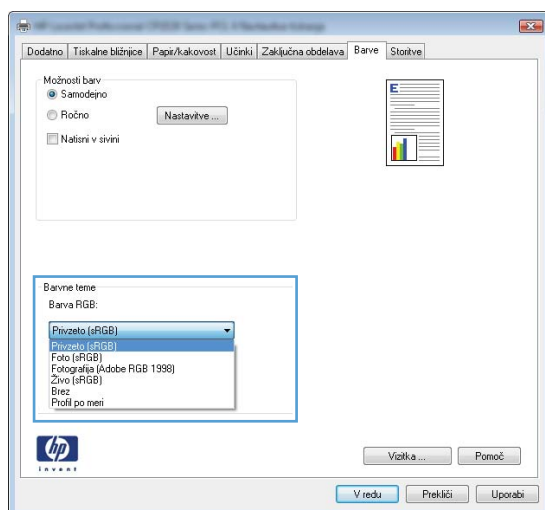 Dodatno Tiskalne bližnjice Papir/kakovost Učinki Zaključna obdelava Barve Storitve
Možnosti barv
Samodejno
Ročno
Nastavitve ...
Natisni v sivini
E
Barvne teme
Barva RGB:
Privzeto (sRGB)
Privzeto (sRGB)
Foto (sRGB)
Fotografija (Adobe RGB 1998)
Živo (sRGB)
Brez
Profil po meri
hp
invent
Vizitka ... Pomoč
V redu Prekliči Uporabi